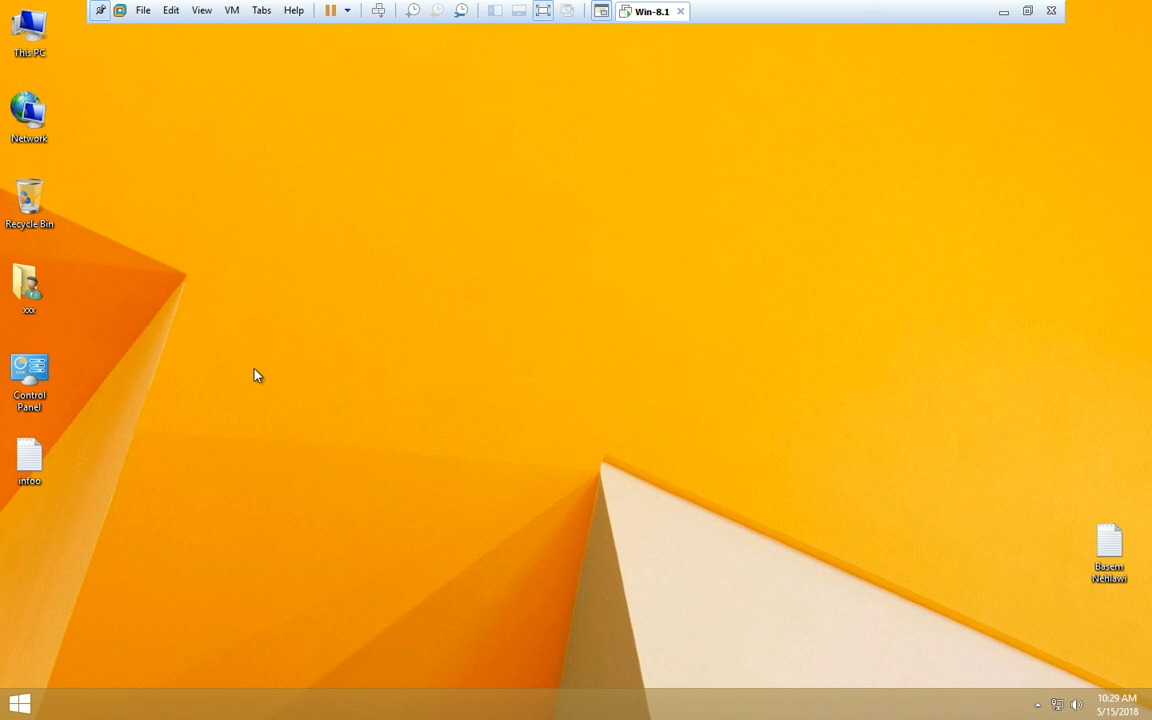 File Edit View VM Tabs Help Win-8.1
This PC
Network
Recycle Bin
xxx
Control
Panel
infoo
Basem
Nehlawi
10:29 AM
5/15/2018